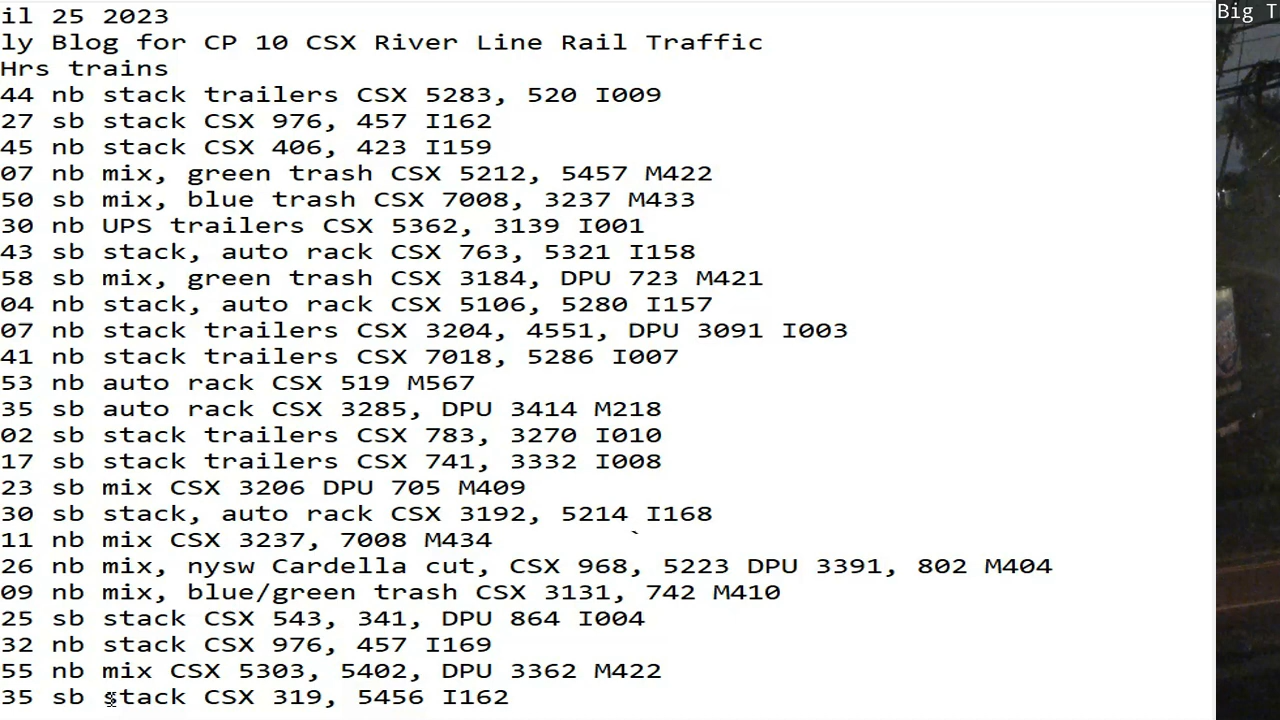 il 25 2023
ly Blog for CP 10 CSX River Line Rail Traffic
Hrs trains
44 nb stack trailers CSX 5283, 520 I009
27 sb stack CSX 976, 457 I162
45 nb stack CSX 406, 423 I159
07 nb mix, green trash CSX 5212, 5457 M422
50 sb mix, blue trash CSX 7008, 3237 M433
30 nb UPS trailers CSX 5362, 3139 I001
43 sb stack, auto rack CSX 763, 5321 I158
58 sb mix, green trash CSX 3184, DPU 723 M421
04 nb stack, auto rack CSX 5106, 5280 I157
07 nb stack trailers CSX 3204, 4551, DPU 3091 I003
41 nb stack trailers CSX 7018, 5286 I007
53 nb auto rack CSX 519 M567
35 sb auto rack CSX 3285, DPU 3414 M218
02 sb stack trailers CSX 783, 3270 I010
17 sb stack trailers CSX 741, 3332 I008
23 sb mix CSX 3206 DPU 705 M409
30 sb stack, auto rack CSX 3192, 5214 I168
11 nb mix CSX 3237, 7008 M434 `
26 nb mix, nysw Cardella cut, CSX 968, 5223 DPU 3391, 802 M404
09 nb mix, blue/green trash CSX 3131, 742 M410
25 sb stack CSX 543, 341, DPU 864 I004
32 nb stack CSX 976, 457 I169
55 nb mix CSX 5303, 5402, DPU 3362 M422
35 sb stack CSX 319, 5456 I162
Big T